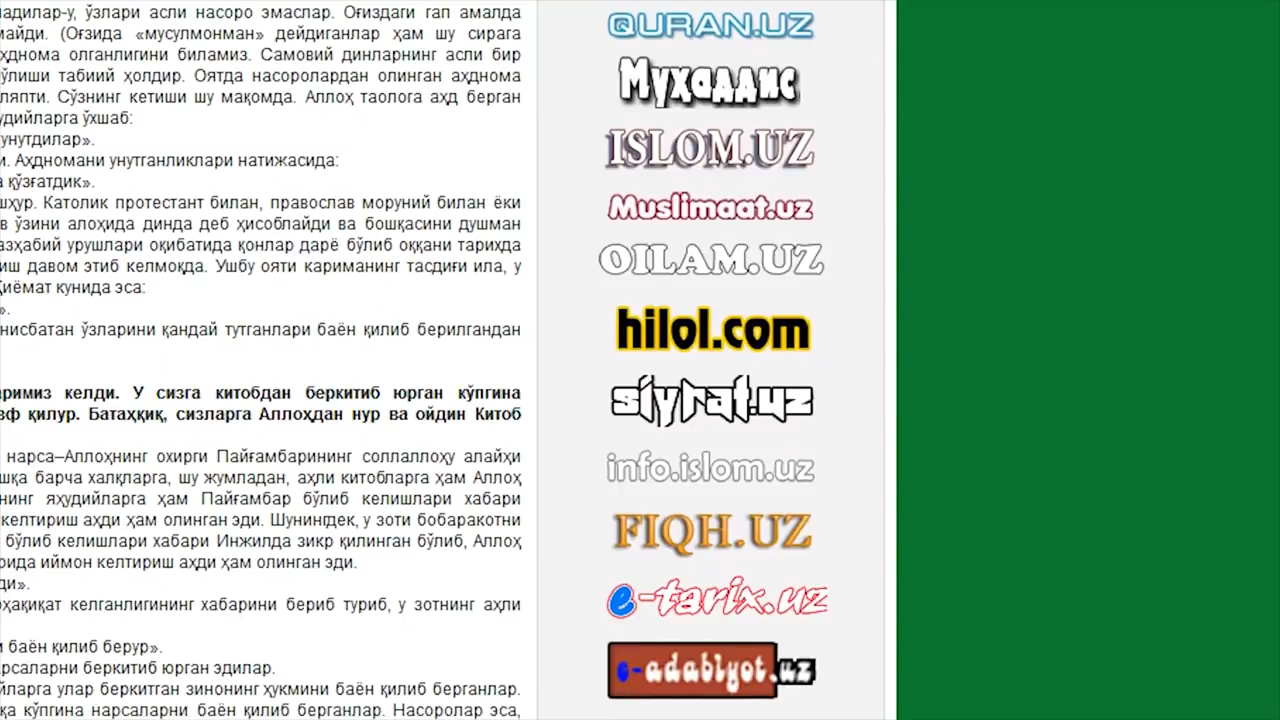 адилар-у, ўзлари асли насоро эмаслар. Оғиздаги гап амалда
майди. (Оғзида «мусулмонман» дейдиганлар ҳам шу сирага
ҳднома олганлигини биламиз. Самовий динларнинг асли бир
ўлиши табиий ҳолдир. Оятда насоролардан олинган аҳднома
ляпти. Сўзнинг кетиши шу мақомда. Аллоҳ таолога аҳд берган
удийларга ўхшаб:
унутдилар».
и. Аҳдномани унутганликлари натижасида:
а қўзғатдик».
шҳур. Католик протестант билан, православ моруний билан ёки
в ўзини алоҳида динда деб ҳисоблайди ва бошқасини душман
азҳабий урушлари оқибатида қонлар дарё бўлиб оққани тарихда
иш давом этиб келмоқда. Ушбу ояти кариманинг тасдиғи ила, у
Қиёмат кунида эса:
».
нисбатан ўзларини қандай тутганлари баён қилиб берилгандан
аримиз келди. У сизга китобдан беркитиб юрган кўпгина
вф қилур. Батаҳқиқ, сизларга Аллоҳдан нур ва ойдин Китоб
нарса–Аллоҳнинг охирги Пайғамбарининг соллаллоҳу алайҳи
шқа барча халқларга, шу жумладан, аҳли китобларга ҳам Аллоҳ
нинг яҳудийларга ҳам Пайғамбар бўлиб келишлари хабари
келтириш аҳди ҳам олинган эди. Шунингдек, у зоти бобаракотни
бўлиб келишлари хабари Инжилда зикр қилинган бўлиб, Аллоҳ
рида иймон келтириш аҳди ҳам олинган эди.
ди».
рҳақиқат келганлигининг хабарини бериб туриб, у зотнинг аҳли
и баён қилиб берур».
арсаларни беркитиб юрган эдилар.
йларга улар беркитган зинонинг ҳукмини баён қилиб берганлар.
қа кўпгина нарсаларни баён қилиб берганлар. Насоролар эса,
QURAN.UZ
Муҳаддис
ISLOM.UZ
Muslimaat.uz
OILAM.UZ
hilol.com
siyrat.uz
info.islom.uz
FIQH.UZ
e-tarix.uz
e-adabiyot.uz